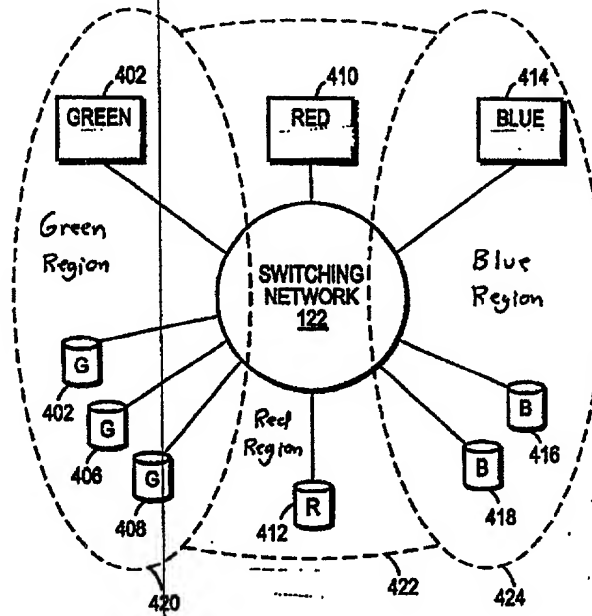 402
410
414
GREEN
RED
BLUE
Green
Region
SWITCHING
NETWORK
122
Blue
Region
G
402
G
406
G
408
Red
Region
R
412
B
416
B
418
420
422
424